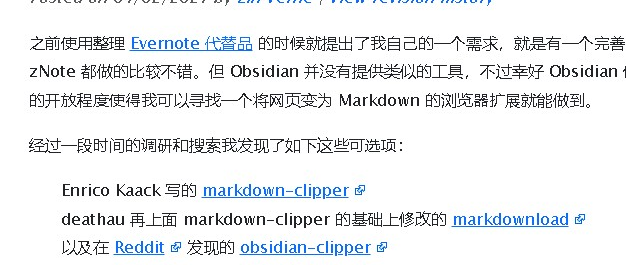 之前使用整理 Evernote 代替品 的时候就提出了我自己的一个需求，就是有一个完善
zNote 都做的比较不错。但 Obsidian 并没有提供类似的工具，不过幸好 Obsidian
的开放程度使得我可以寻找一个将网页变为 Markdown 的浏览器扩展就能做到。
经过一段时间的调研和搜索我发现了如下这些可选项：
Enrico Kaack 写的 markdown-clipper
deathau 再上面 markdown-clipper 的基础上修改的 markdownload
以及在 Reddit 发现的 obsidian-clipper